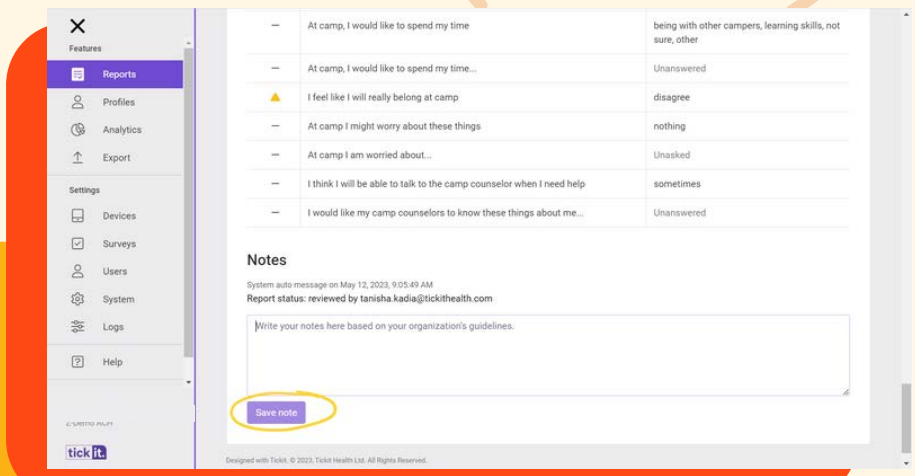 Features
Reports
Profiles
Analytics
Export
Settings
Devices
Surveys
Users
System
Logs
Help
tick it.
— At camp, I would like to spend my time being with other campers, learning skills, not
sure, other
— At camp, I would like to spend my time... Unanswered
I feel like I will really belong at camp disagree
— At camp I might worry about these things nothing
— At camp I am worried about... Unasked
— I think I will be able to talk to the camp counselor when I need help sometimes
— I would like my camp counselors to know these things about me... Unanswered
Notes
System auto message on May 12, 2023, 9:05:49 AM
Report status: reviewed by tanisha.kadia@tickithealth.com
Write your notes here based on your organization's guidelines.
Save note
Designed with Tickit. © 2023, Tickit Health Ltd. All Rights Reserved.